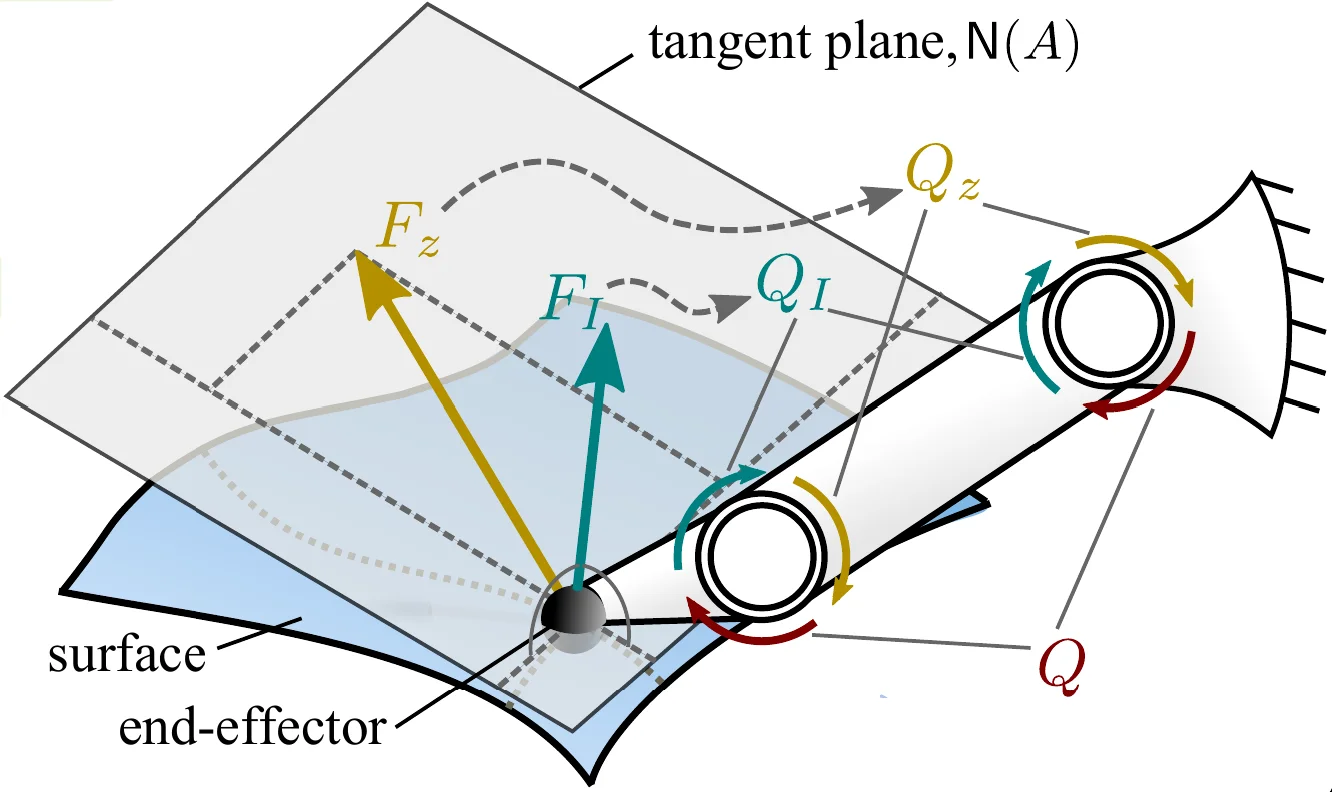 tangent plane, N(A)
Q_z
F_z
Q_I
F_I
surface
Q
end-effector